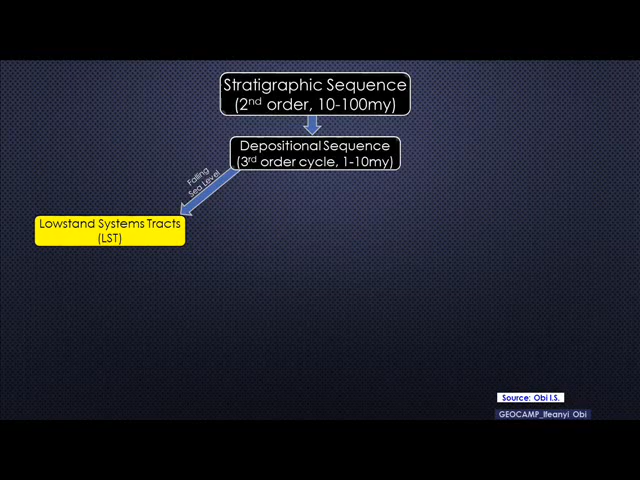 Stratigraphic Sequence
(2nd order, 10-100my)
Depositional Sequence
(3rd order cycle, 1-10my)
Falling
Sea Level
Lowstand Systems Tracts
(LST)
Source: Obi I.S.
GEOCAMP_Ifeanyi Obi